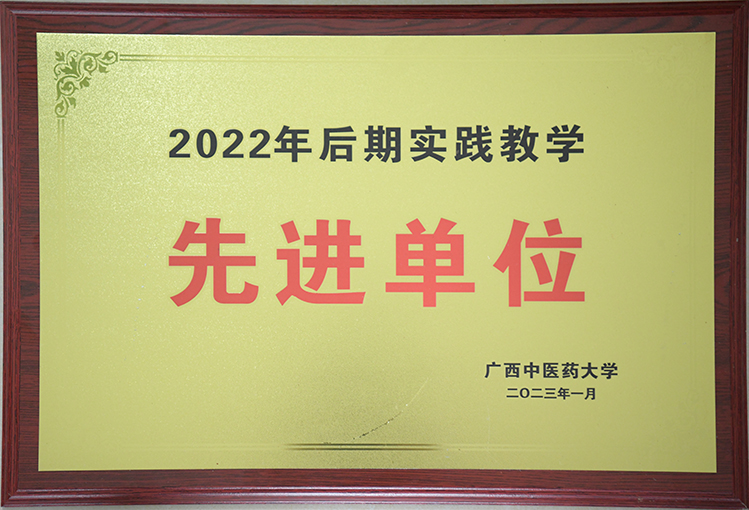 2022年后期实践教学
先进单位
广西中医药大学
二〇二三年一月